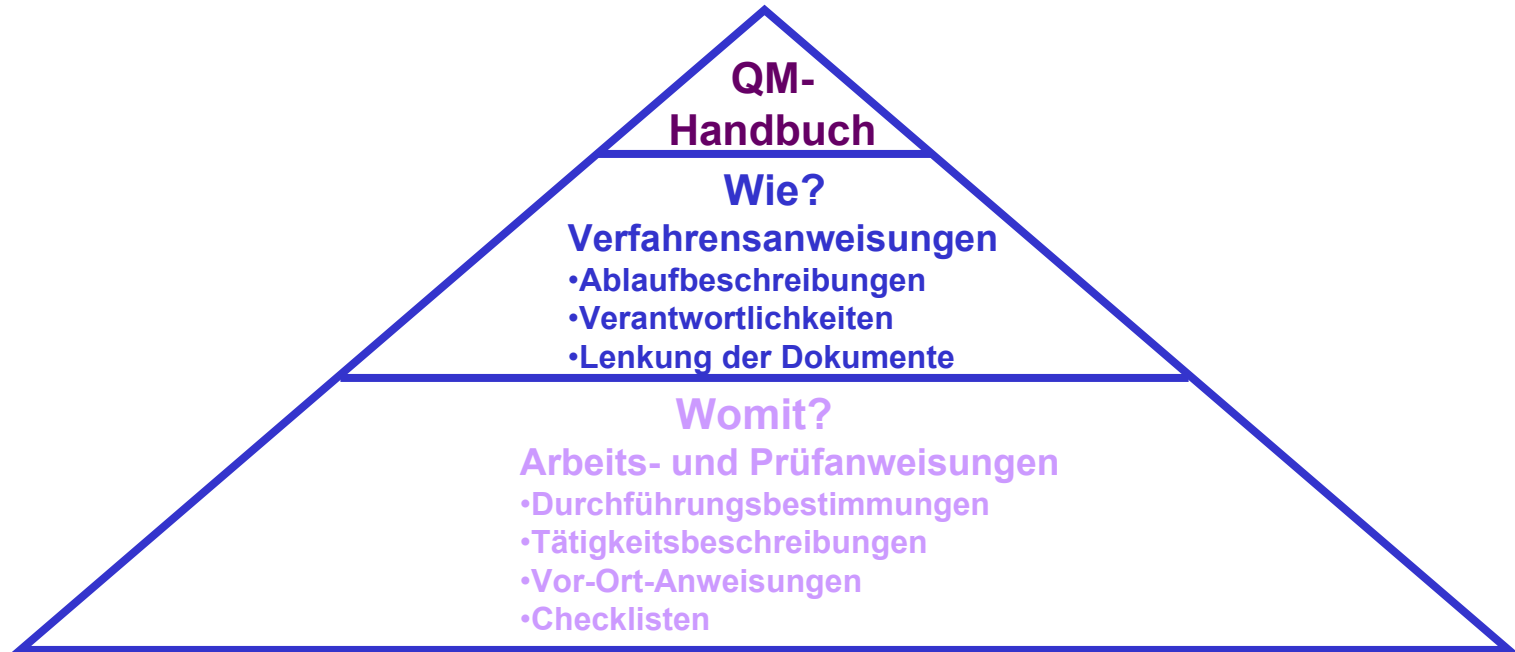 QM-
Handbuch
Wie?
Verfahrensanweisungen
•Ablaufbeschreibungen
•Verantwortlichkeiten
•Lenkung der Dokumente
Womit?
Arbeits- und Prüfanweisungen
•Durchführungsbestimmungen
•Tätigkeitsbeschreibungen
•Vor-Ort-Anweisungen
•Checklisten